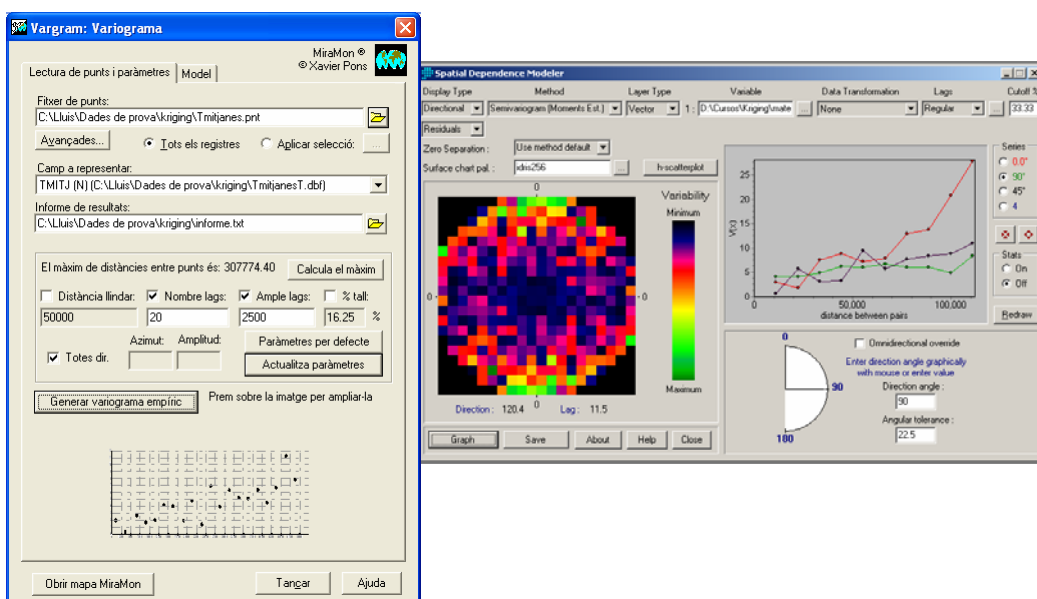 Vargram: Variograma
MiraMon ®
© Xavier Pons
Lectura de punts i paràmetres Model
Fitxer de punts:
C:\Lluis\Dades de prova\kriging\Tmitjanes.pnt
Avançades... Tots els registres Aplicar selecció: ...
Camp a representar:
TMITJ (N) (C:\Lluis\Dades de prova\kriging\TmitjanesT.dbf)
Informe de resultats:
C:\Lluis\Dades de prova\kriging\informe.txt
El màxim de distàncies entre punts és: 307774.40 Calcula el màxim
Distància llindar: Nombre lags: Ample lags: % tall:
50000 20 2500 16.25 %
Azimut: Amplitud: Paràmetres per defecte
Totes dir. Actualitza paràmetres
Generar variograma empíric Prem sobre la imatge per ampliar-la
Obrir mapa MiraMon Tancar Ajuda
Spatial Dependence Modeler
Display Type Method Layer Type Variable Data Transformation Lags Cutoff %
Directional Semivariogram (Moments Est.) Vector 1 : D:\Cursos\Kriging\mate ... None Regular ... 33.33
Residuals
Zero Separation : Use method default
Surface chart pal. : idris256 ... h-scatterplot
0
0 0
0
Variability
Minimum
Maximum
Direction : 120.4 Lag : 11.5
Graph Save About Help Close
25
20
15
10
5
0
V(x)
0 50,000 100,000
distance between pairs
Series
0.0°
90°
45°
4
Stats
On
Off
Redraw
0
90
180
Omnidirectional override
Enter direction angle graphically
with mouse or enter value
Direction angle :
90
Angular tolerance :
22.5